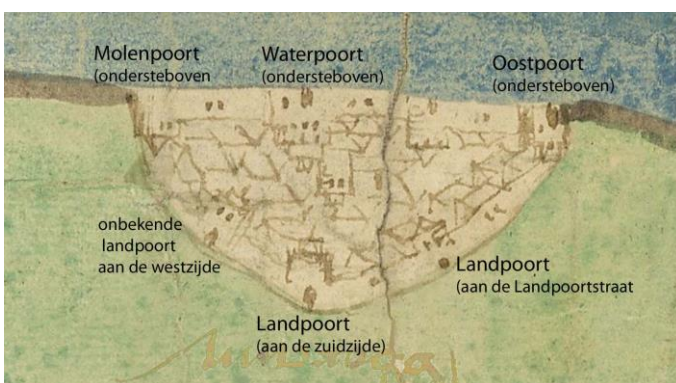 Molenpoort
(ondersteboven
Waterpoort
(ondersteboven)
Oostpoort
(ondersteboven)
onbekende
landpoort
aan de westzijde
Landpoort
(aan de Landpoortstraat
Landpoort
(aan de zuidzijde)